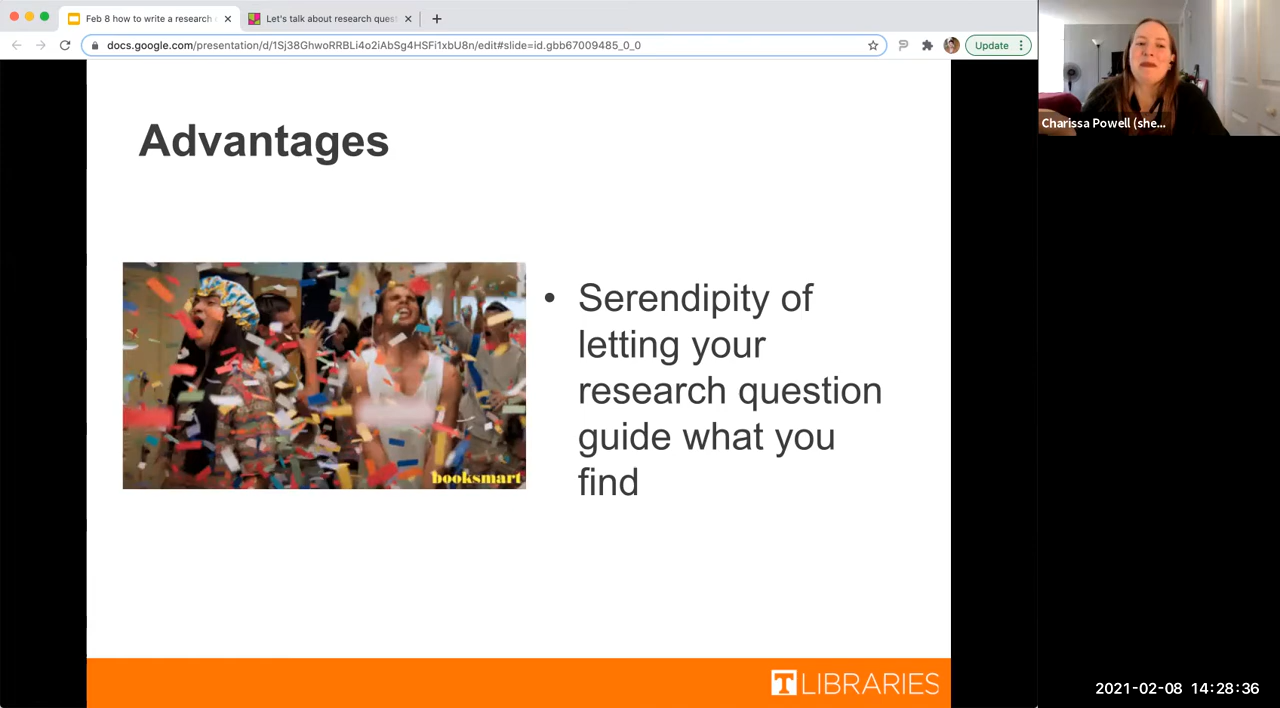 Feb 8 how to write a research
Let's talk about research quest
docs.google.com/presentation/d/1Sj38GhwoRRBLi4o2iAbSg4HSFi1xbU8n/edit#slide=id.gbb67009485_0_0
Update
Charissa Powell (she...
Advantages
• Serendipity of
letting your
research question
guide what you
find
booksmart
T LIBRARIES
2021-02-08 14:28:36